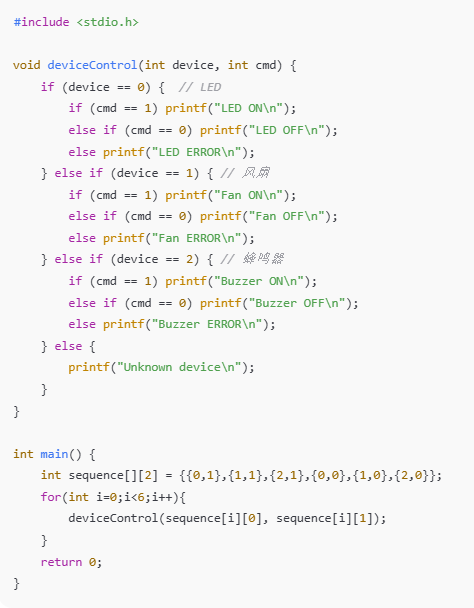 #include <stdio.h>
void deviceControl(int device, int cmd) {
    if (device == 0) {  // LED
        if (cmd == 1) printf("LED ON\n");
        else if (cmd == 0) printf("LED OFF\n");
        else printf("LED ERROR\n");
    } else if (device == 1) { // 风扇
        if (cmd == 1) printf("Fan ON\n");
        else if (cmd == 0) printf("Fan OFF\n");
        else printf("Fan ERROR\n");
    } else if (device == 2) { // 蜂鸣器
        if (cmd == 1) printf("Buzzer ON\n");
        else if (cmd == 0) printf("Buzzer OFF\n");
        else printf("Buzzer ERROR\n");
    } else {
        printf("Unknown device\n");
    }
}
int main() {
    int sequence[][2] = {{0,1},{1,1},{2,1},{0,0},{1,0},{2,0}};
    for(int i=0;i<6;i++){
        deviceControl(sequence[i][0], sequence[i][1]);
    }
    return 0;
}